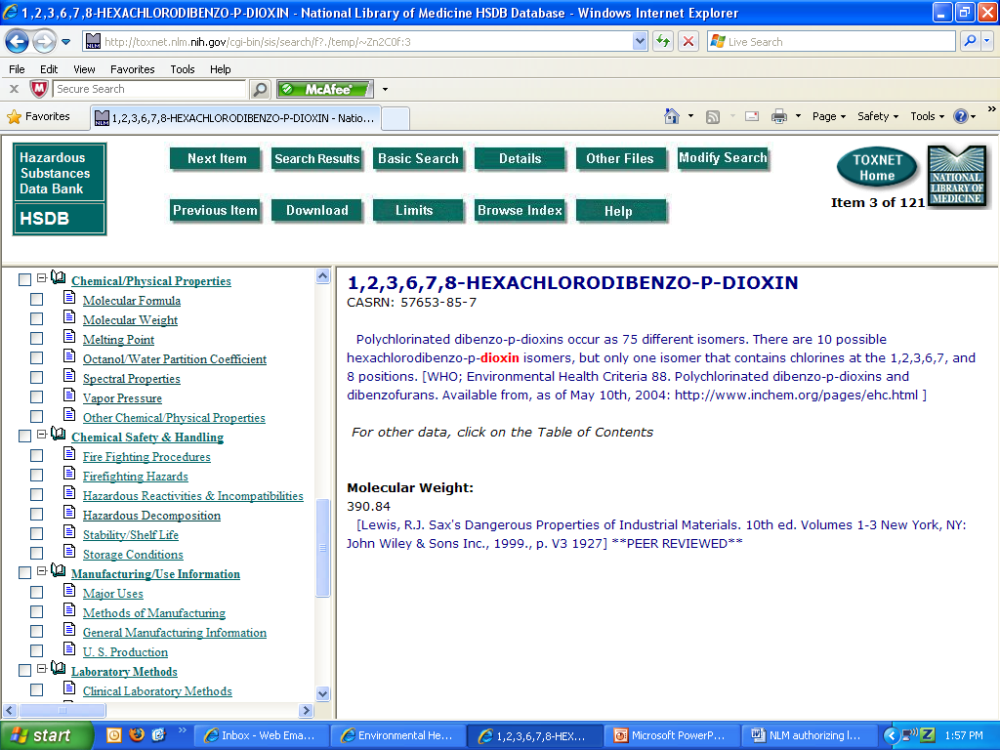 1,2,3,6,7,8-HEXACHLORODIBENZO-P-DIOXIN - National Library of Medicine HSDB Database - Windows Internet Explorer
http://toxnet.nlm.nih.gov/cgi-bin/sis/search/f?./temp/~Zn2C0f:3
Live Search
File Edit View Favorites Tools Help
Secure Search McAfee
Favorites 1,2,3,6,7,8-HEXACHLORODIBENZO-P-DIOXIN - Natio... Page Safety Tools
Hazardous
Substances
Data Bank
HSDB
Next Item Search Results Basic Search Details Other Files Modify Search
Previous Item Download Limits Browse Index Help
TOXNET
Home
NATIONAL
LIBRARY OF
MEDICINE
Item 3 of 121
Chemical/Physical Properties
Molecular Formula
Molecular Weight
Melting Point
Octanol/Water Partition Coefficient
Spectral Properties
Vapor Pressure
Other Chemical/Physical Properties
Chemical Safety & Handling
Fire Fighting Procedures
Firefighting Hazards
Hazardous Reactivities & Incompatibilities
Hazardous Decomposition
Stability/Shelf Life
Storage Conditions
Manufacturing/Use Information
Major Uses
Methods of Manufacturing
General Manufacturing Information
U. S. Production
Laboratory Methods
Clinical Laboratory Methods
1,2,3,6,7,8-HEXACHLORODIBENZO-P-DIOXIN
CASRN: 57653-85-7
Polychlorinated dibenzo-p-dioxins occur as 75 different isomers. There are 10 possible
hexachlorodibenzo-p-dioxin isomers, but only one isomer that contains chlorines at the 1,2,3,6,7, and
8 positions. [WHO; Environmental Health Criteria 88. Polychlorinated dibenzo-p-dioxins and
dibenzofurans. Available from, as of May 10th, 2004: http://www.inchem.org/pages/ehc.html ]
For other data, click on the Table of Contents
Molecular Weight:
390.84
[Lewis, R.J. Sax's Dangerous Properties of Industrial Materials. 10th ed. Volumes 1-3 New York, NY:
John Wiley & Sons Inc., 1999., p. V3 1927] **PEER REVIEWED**
start Inbox - Web Ema... Environmental He... 1,2,3,6,7,8-HEX... Microsoft PowerP... NLM authorizing l... 1:57 PM